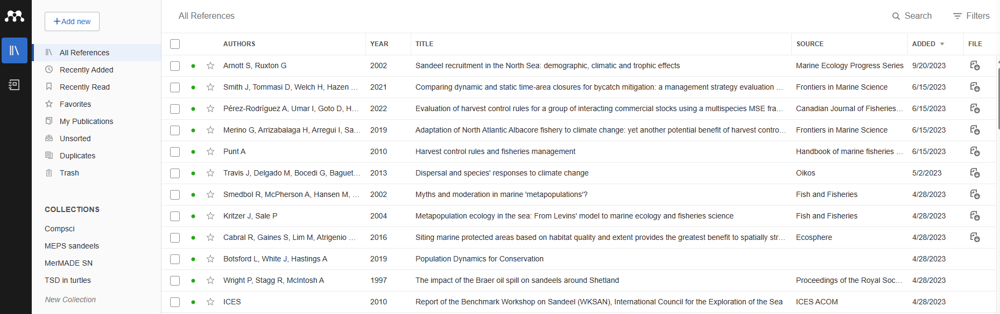 +Add new
All References
Recently Added
Recently Read
Favorites
My Publications
Unsorted
Duplicates
Trash
COLLECTIONS
Compsci
MEPS sandeels
MerMADE SN
TSD in turtles
New Collection
All References Search Filters
AUTHORS YEAR TITLE SOURCE ADDED FILE
Arnott S, Ruxton G 2002 Sandeel recruitment in the North Sea: demographic, climatic and trophic effects Marine Ecology Progress Series 9/20/2023
Smith J, Tommasi D, Welch H, Hazen ... 2021 Comparing dynamic and static time-area closures for bycatch mitigation: a management strategy evaluation ... Frontiers in Marine Science 6/15/2023
Pérez-Rodríguez A, Umar I, Goto D, H... 2022 Evaluation of harvest control rules for a group of interacting commercial stocks using a multispecies MSE fra... Canadian Journal of Fisheries... 6/15/2023
Merino G, Arrizabalaga H, Arregui I, Sa... 2019 Adaptation of North Atlantic Albacore fishery to climate change: yet another potential benefit of harvest contro... Frontiers in Marine Science 6/15/2023
Punt A 2010 Harvest control rules and fisheries management Handbook of marine fisheries ... 6/15/2023
Travis J, Delgado M, Bocedi G, Baguet... 2013 Dispersal and species' responses to climate change Oikos 5/2/2023
Smedbol R, McPherson A, Hansen M, ... 2002 Myths and moderation in marine 'metapopulations'? Fish and Fisheries 4/28/2023
Kritzer J, Sale P 2004 Metapopulation ecology in the sea: From Levins' model to marine ecology and fisheries science Fish and Fisheries 4/28/2023
Cabral R, Gaines S, Lim M, Atrigenio ... 2016 Siting marine protected areas based on habitat quality and extent provides the greatest benefit to spatially str... Ecosphere 4/28/2023
Botsford L, White J, Hastings A 2019 Population Dynamics for Conservation 4/28/2023
Wright P, Stagg R, McIntosh A 1997 The impact of the Braer oil spill on sandeels around Shetland Proceedings of the Royal Soc... 4/28/2023
ICES 2010 Report of the Benchmark Workshop on Sandeel (WKSAN), International Council for the Exploration of the Sea ICES ACOM 4/28/2023